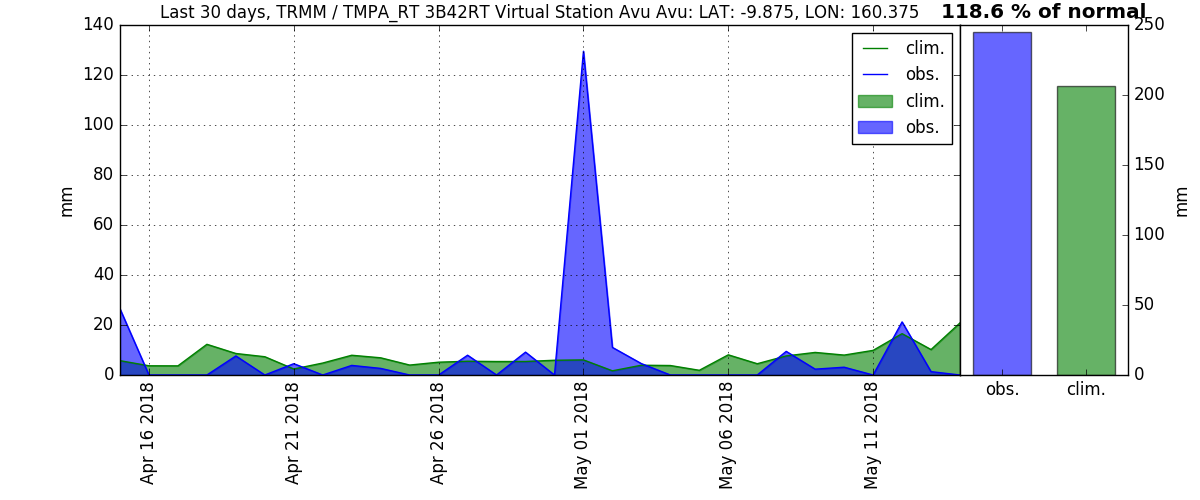 Last 30 days, TRMM / TMPA_RT 3B42RT Virtual Station Avu Avu: LAT: -9.875, LON: 160.375
118.6 % of normal
140
120
100
80
60
40
20
0
mm
clim.
obs.
clim.
obs.
Apr 16 2018
Apr 21 2018
Apr 26 2018
May 01 2018
May 06 2018
May 11 2018
250
200
150
100
50
0
mm
obs.
clim.